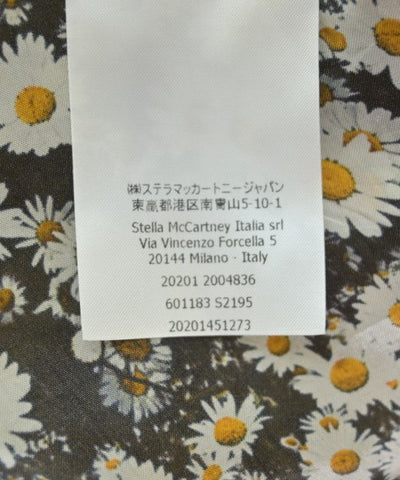 ㈱ステラマッカートニージャパン
東京都港区南青山5-10-1
Stella McCartney Italia srl
Via Vincenzo Forcella 5
20144 Milano · Italy
20201 2004836
601183 S2195
20201451273